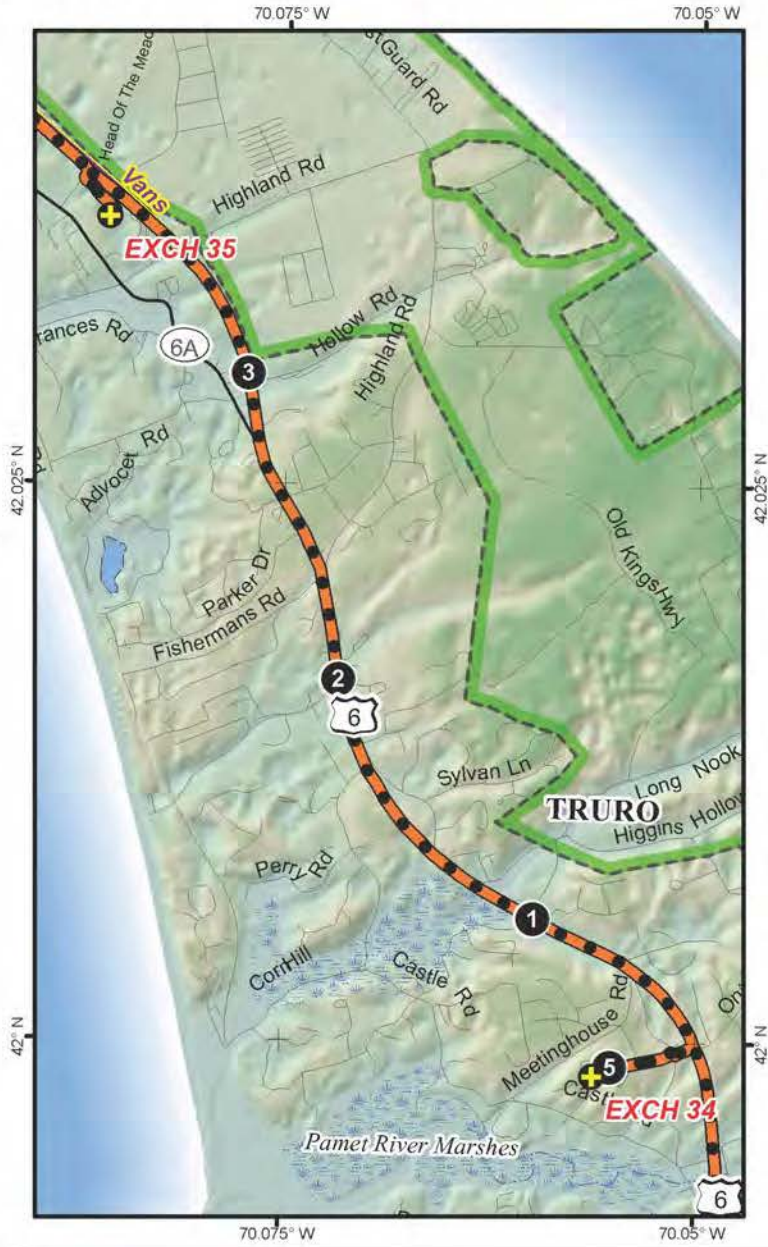 70.075° W
70.05° W
Head Of The Mead
st Guard Rd
Vans
Highland Rd
EXCH 35
rances Rd
6A
Hollow Rd
Highland Rd
3
42.025° N
42.025° N
Advocet Rd
Old Kings Hwy
Parker Dr
Fishermans Rd
2
6
Sylvan Ln
Long Nook
TRURO
Higgins Hollow
Perry Rd
1
Corn Hill
Castle Rd
42° N
42° N
Meetinghouse Rd
5
Castle
EXCH 34
Pamet River Marshes
6
70.075° W
70.05° W